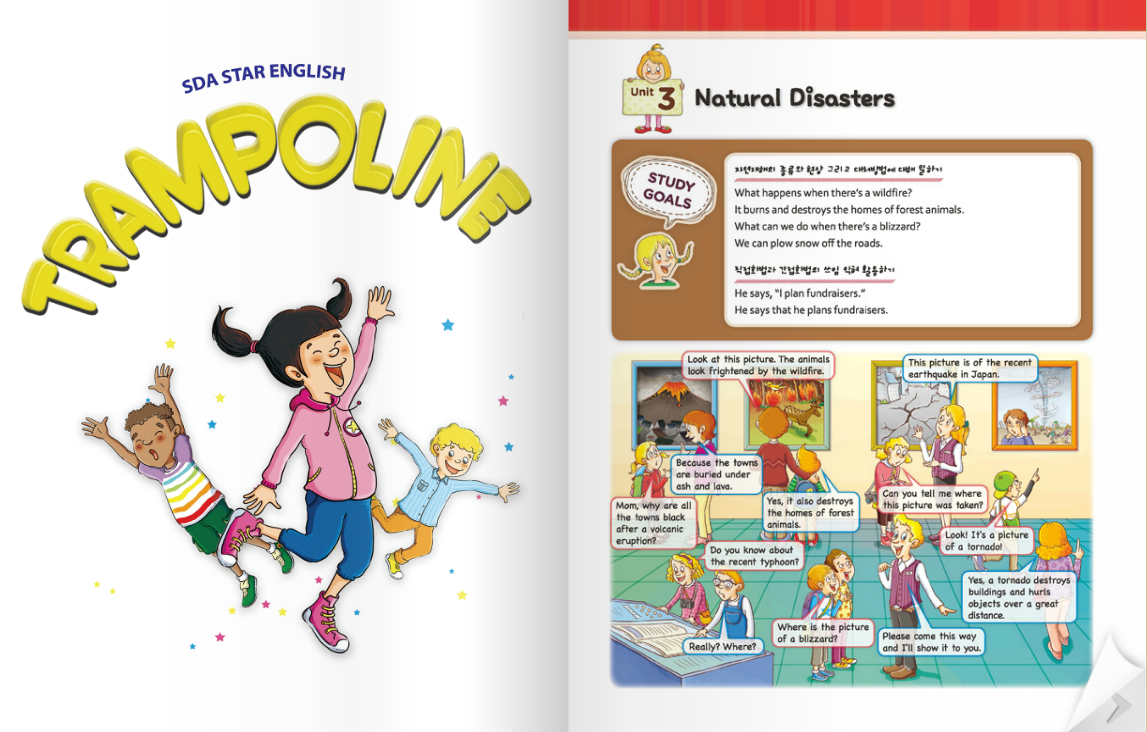 SDA STAR ENGLISH
TRAMPOLINE
Unit 3
Natural Disasters
STUDY
GOALS
자연재해의 종류와 현상 그리고 대처방법에 대해 말하기
What happens when there's a wildfire?
It burns and destroys the homes of forest animals.
What can we do when there's a blizzard?
We can plow snow off the roads.
직접화법과 간접화법의 쓰임 익혀 활용하기
He says, "I plan fundraisers."
He says that he plans fundraisers.
Look at this picture. The animals
look frightened by the wildfire.
This picture is of the recent
earthquake in Japan.
Because the towns
are buried under
ash and lava.
Mom, why are all
the towns black
after a volcanic
eruption?
Yes, it also destroys
the homes of forest
animals.
Can you tell me where
this picture was taken?
Look! It's a picture
of a tornado!
Do you know about
the recent typhoon?
Yes, a tornado destroys
buildings and hurls
objects over a great
distance.
Really? Where?
Where is the picture
of a blizzard?
Please come this way
and I'll show it to you.